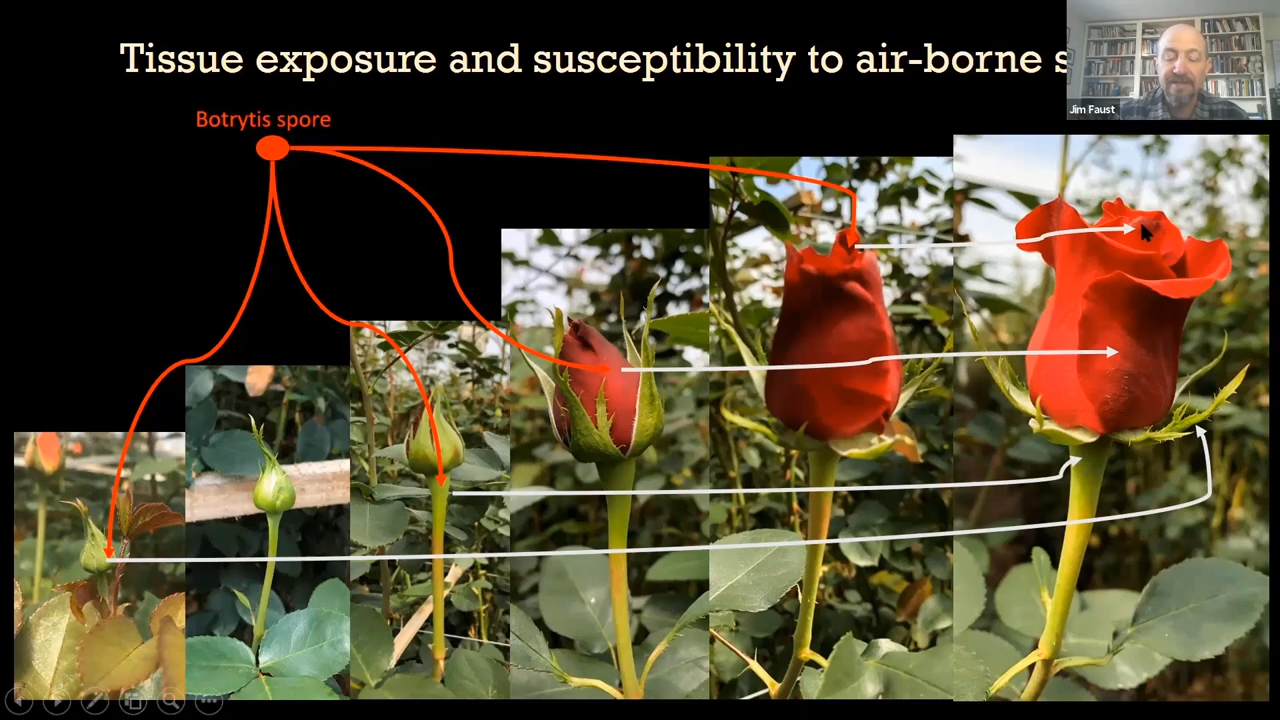 Tissue exposure and susceptibility to air-borne s
Jim Faust
Botrytis spore